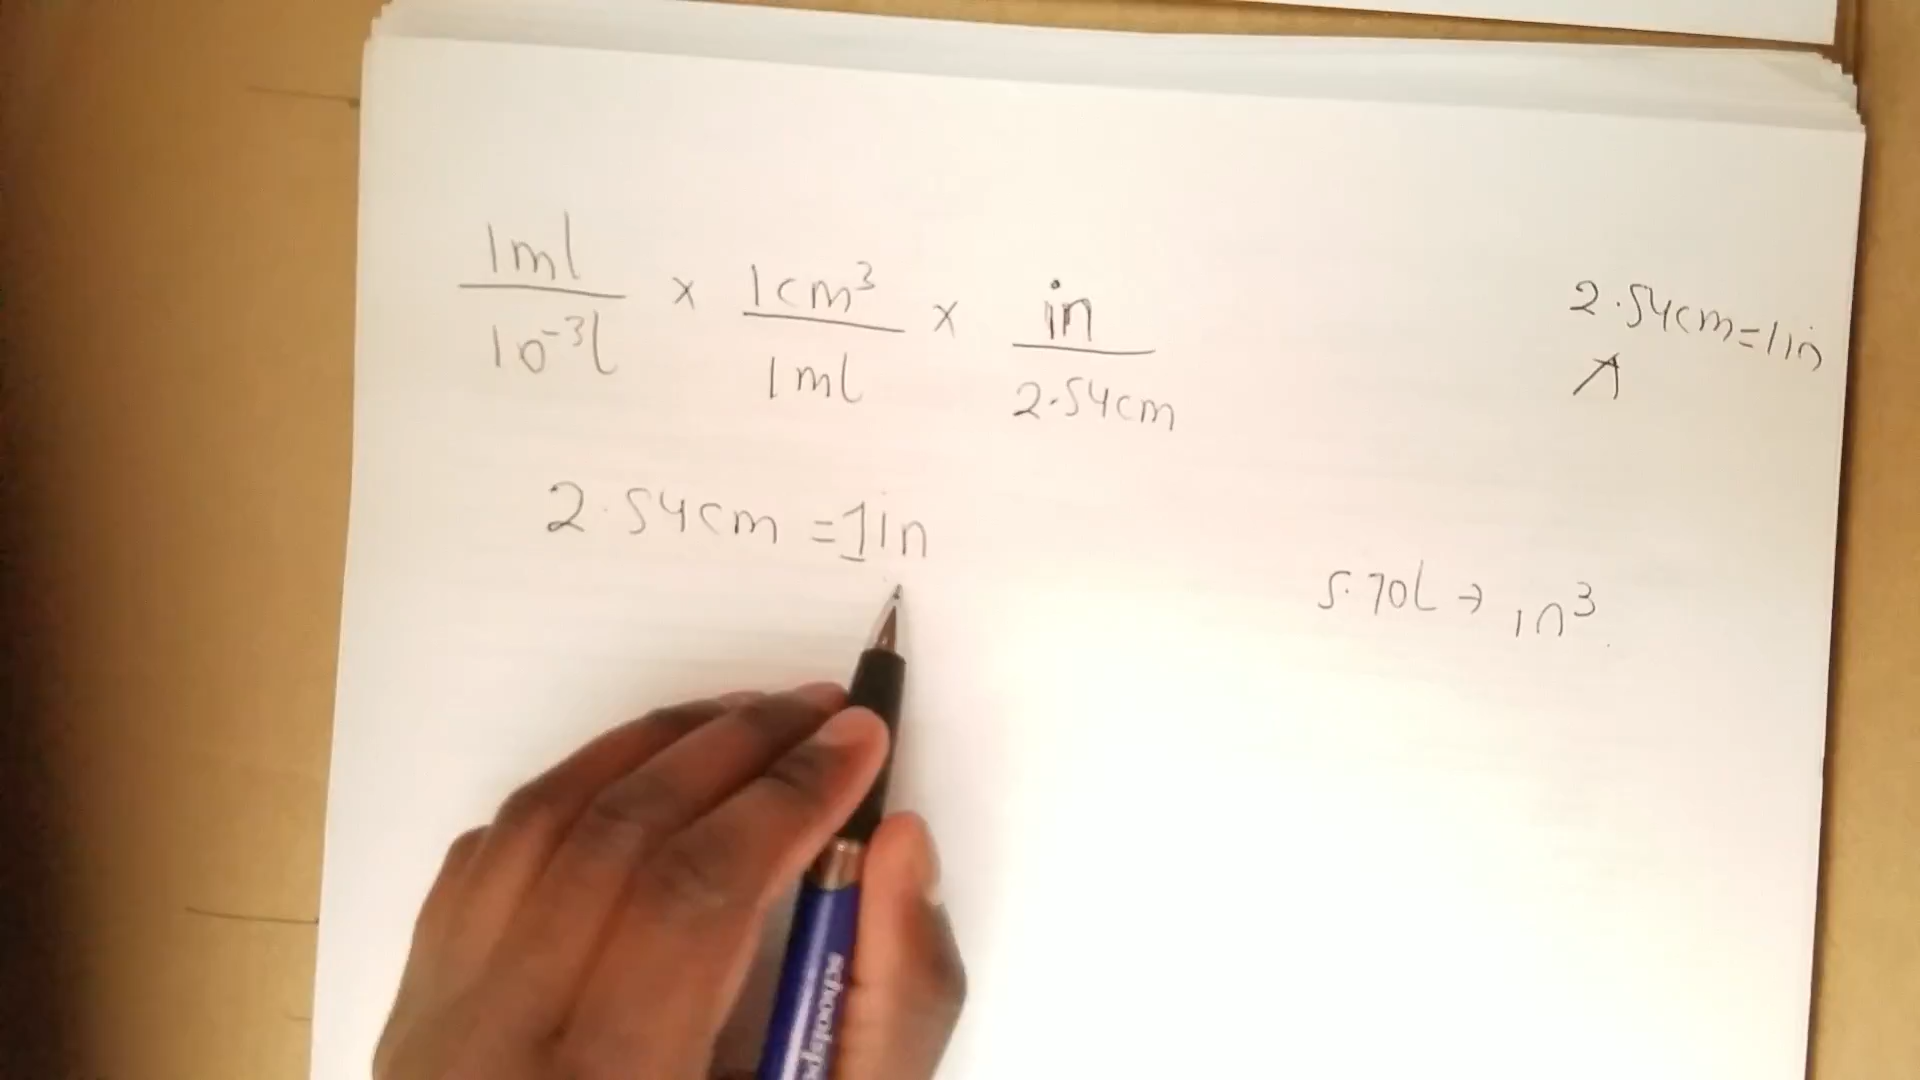 1ml / 10⁻³l × 1cm³ / 1ml × in / 2.54cm
2.54cm=1in
2.54cm =1in
5.70L → in³